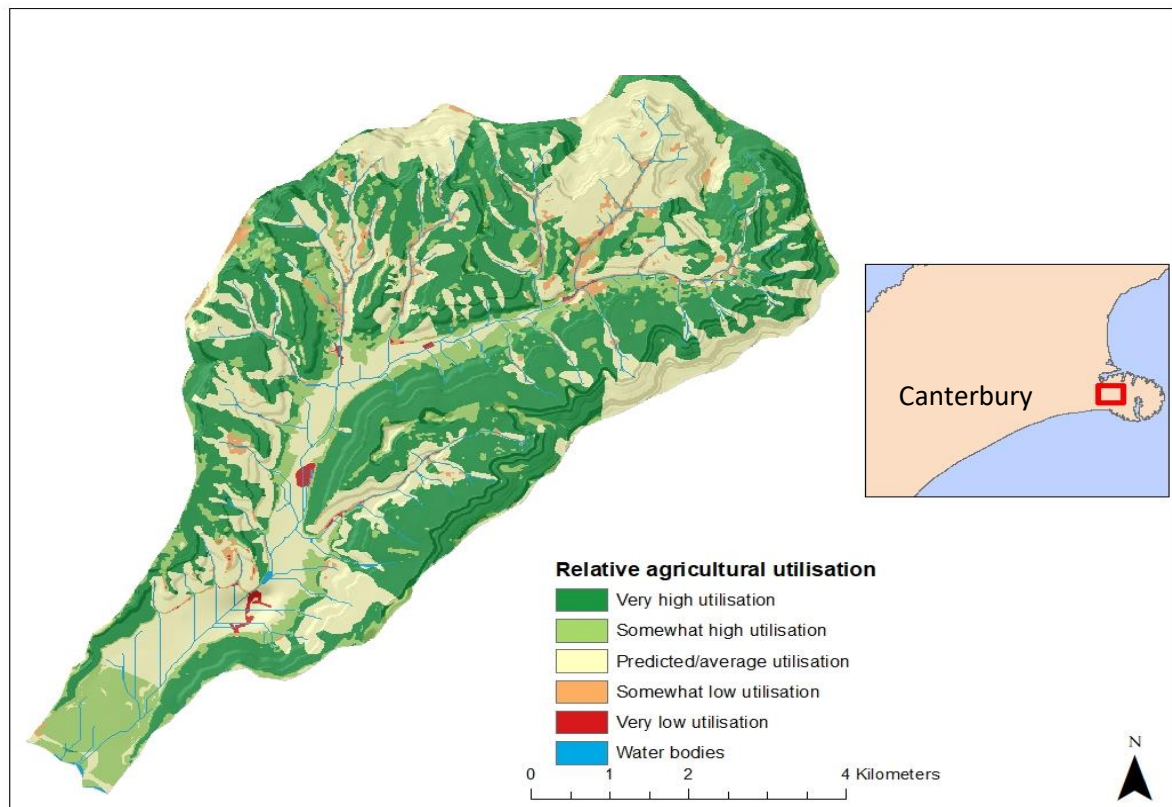 Canterbury
Relative agricultural utilisation
Very high utilisation
Somewhat high utilisation
Predicted/average utilisation
Somewhat low utilisation
Very low utilisation
Water bodies
0 1 2 4 Kilometers
N